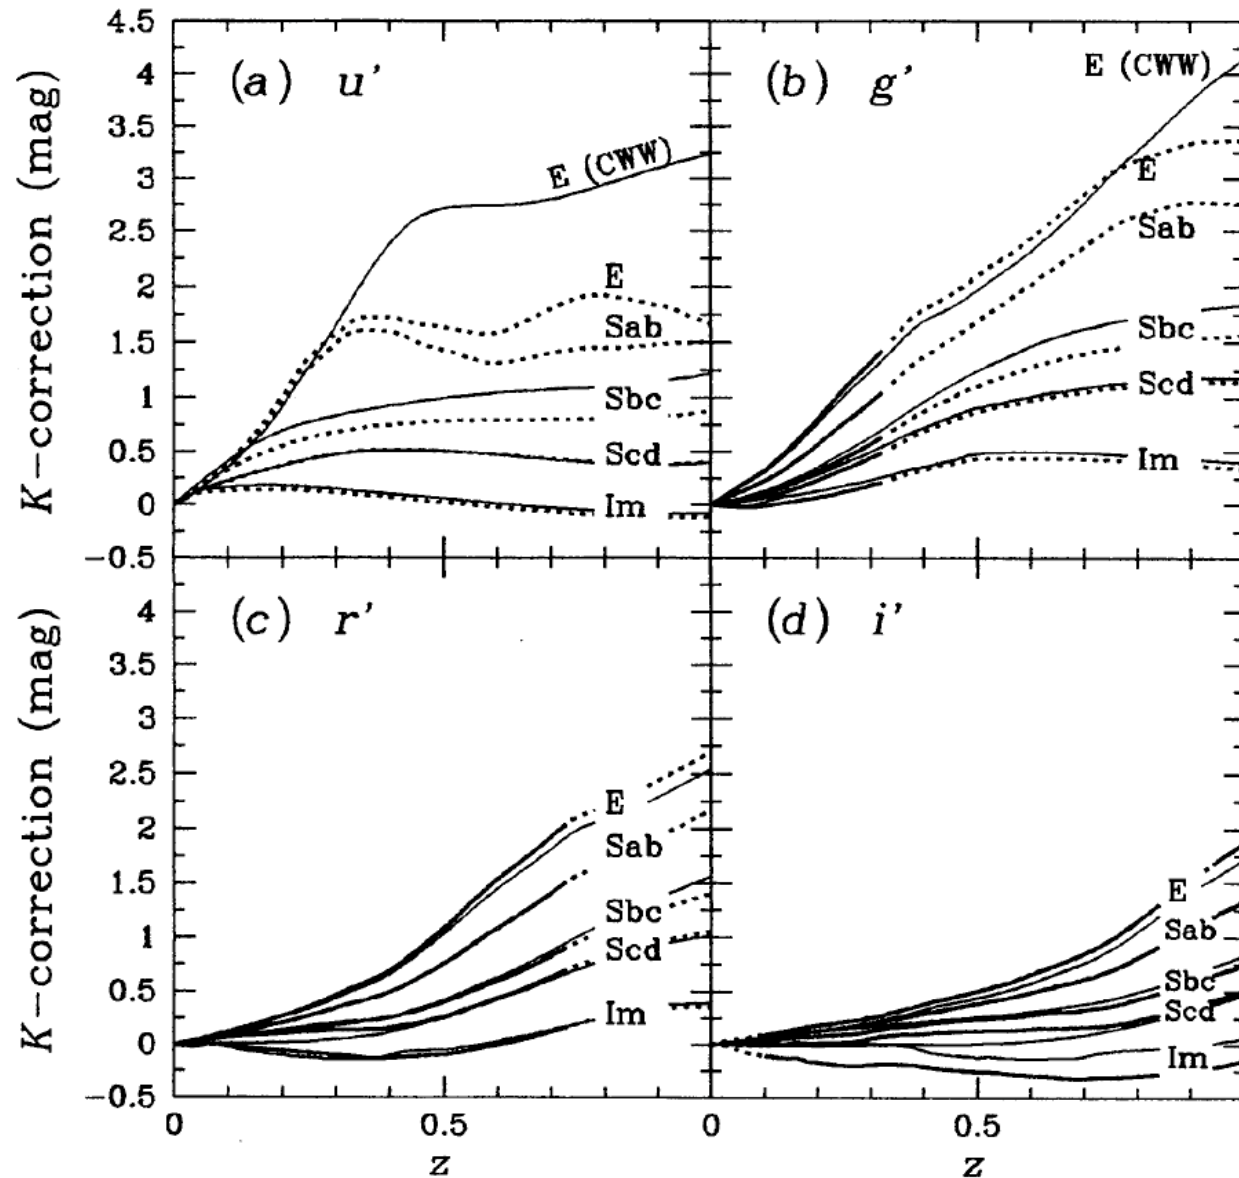 4.5
4
3.5
3
2.5
2
1.5
1
0.5
0
−0.5
K−correction (mag)
(a) u'
E (CWW)
E
Sab
Sbc
Scd
Im
(b) g'
E (CWW)
E
Sab
Sbc
Scd
Im
4
3.5
3
2.5
2
1.5
1
0.5
0
−0.5
K−correction (mag)
(c) r'
E
Sab
Sbc
Scd
Im
(d) i'
E
Sab
Sbc
Scd
Im
0
0.5
0
0.5
z
z